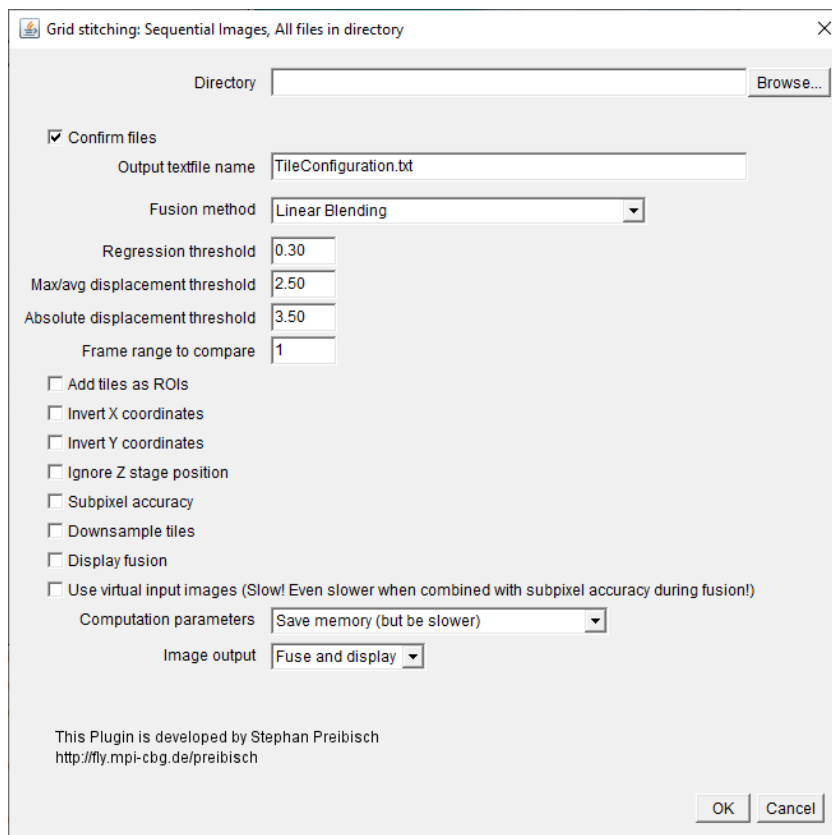 Grid stitching: Sequential Images, All files in directory
Directory Browse...
Confirm files
Output textfile name TileConfiguration.txt
Fusion method Linear Blending
Regression threshold 0.30
Max/avg displacement threshold 2.50
Absolute displacement threshold 3.50
Frame range to compare 1
Add tiles as ROIs
Invert X coordinates
Invert Y coordinates
Ignore Z stage position
Subpixel accuracy
Downsample tiles
Display fusion
Use virtual input images (Slow! Even slower when combined with subpixel accuracy during fusion!)
Computation parameters Save memory (but be slower)
Image output Fuse and display
This Plugin is developed by Stephan Preibisch
http://fly.mpi-cbg.de/preibisch
OK Cancel